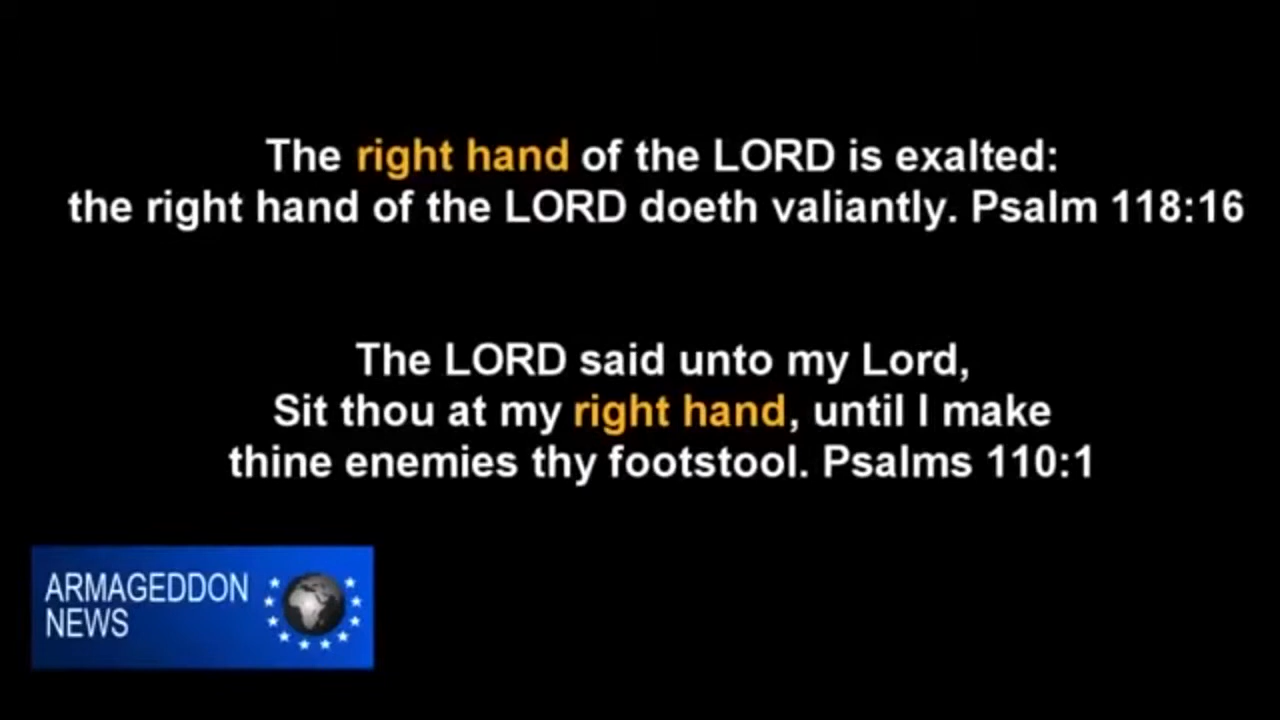 The right hand of the LORD is exalted:
the right hand of the LORD doeth valiantly. Psalm 118:16
The LORD said unto my Lord,
Sit thou at my right hand, until I make
thine enemies thy footstool. Psalms 110:1
ARMAGEDDON
NEWS